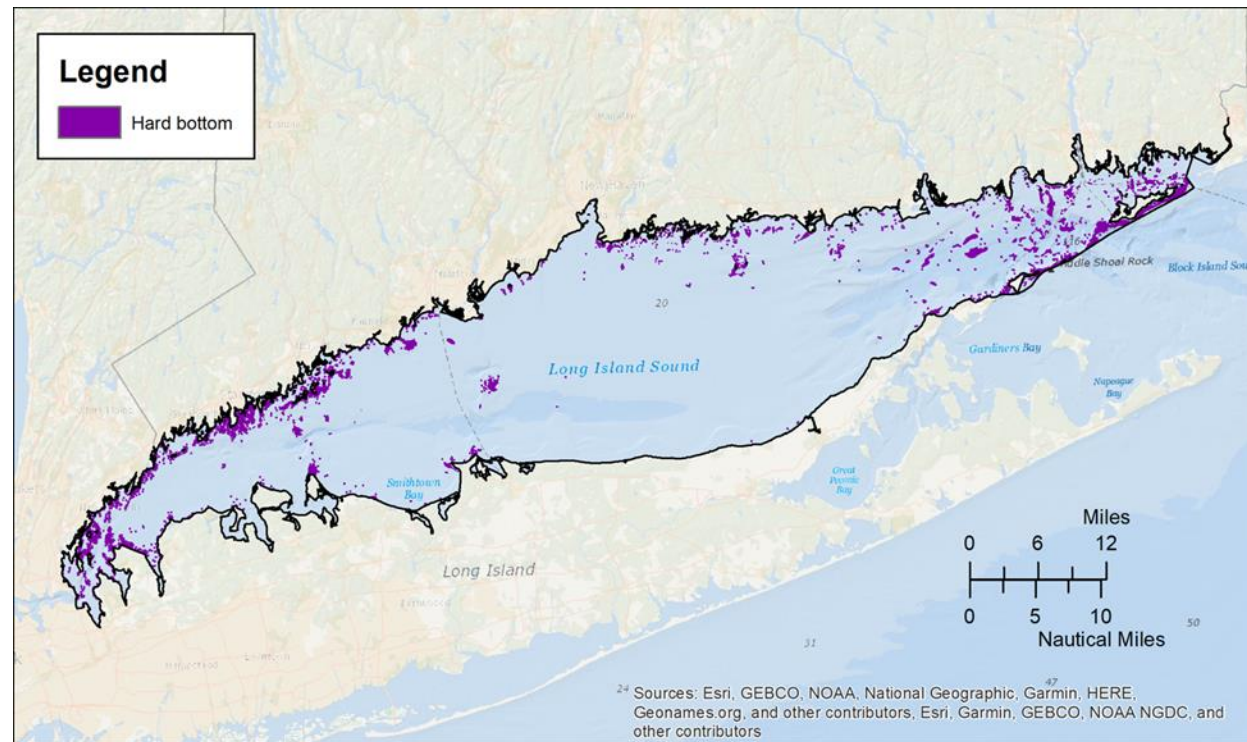 Legend
Hard bottom
20
Block Island Sou
Long Island Sound
Gardiners Bay
Napeague
Bay
Great
Peconic
Bay
Smithtown
Bay
Long Island
Miles
0 6 12
0 5 10
Nautical Miles
50
31
47
24
Sources: Esri, GEBCO, NOAA, National Geographic, Garmin, HERE,
Geonames.org, and other contributors, Esri, Garmin, GEBCO, NOAA NGDC, and
other contributors